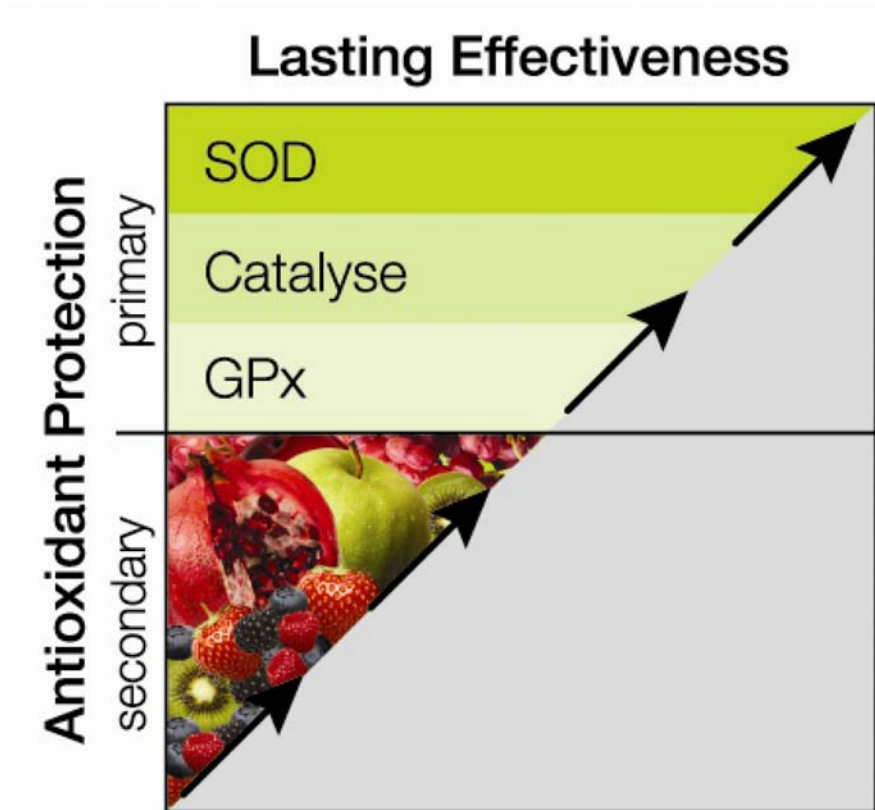 Lasting Effectiveness
Antioxidant Protection
primary
SOD
Catalyse
GPx
secondary